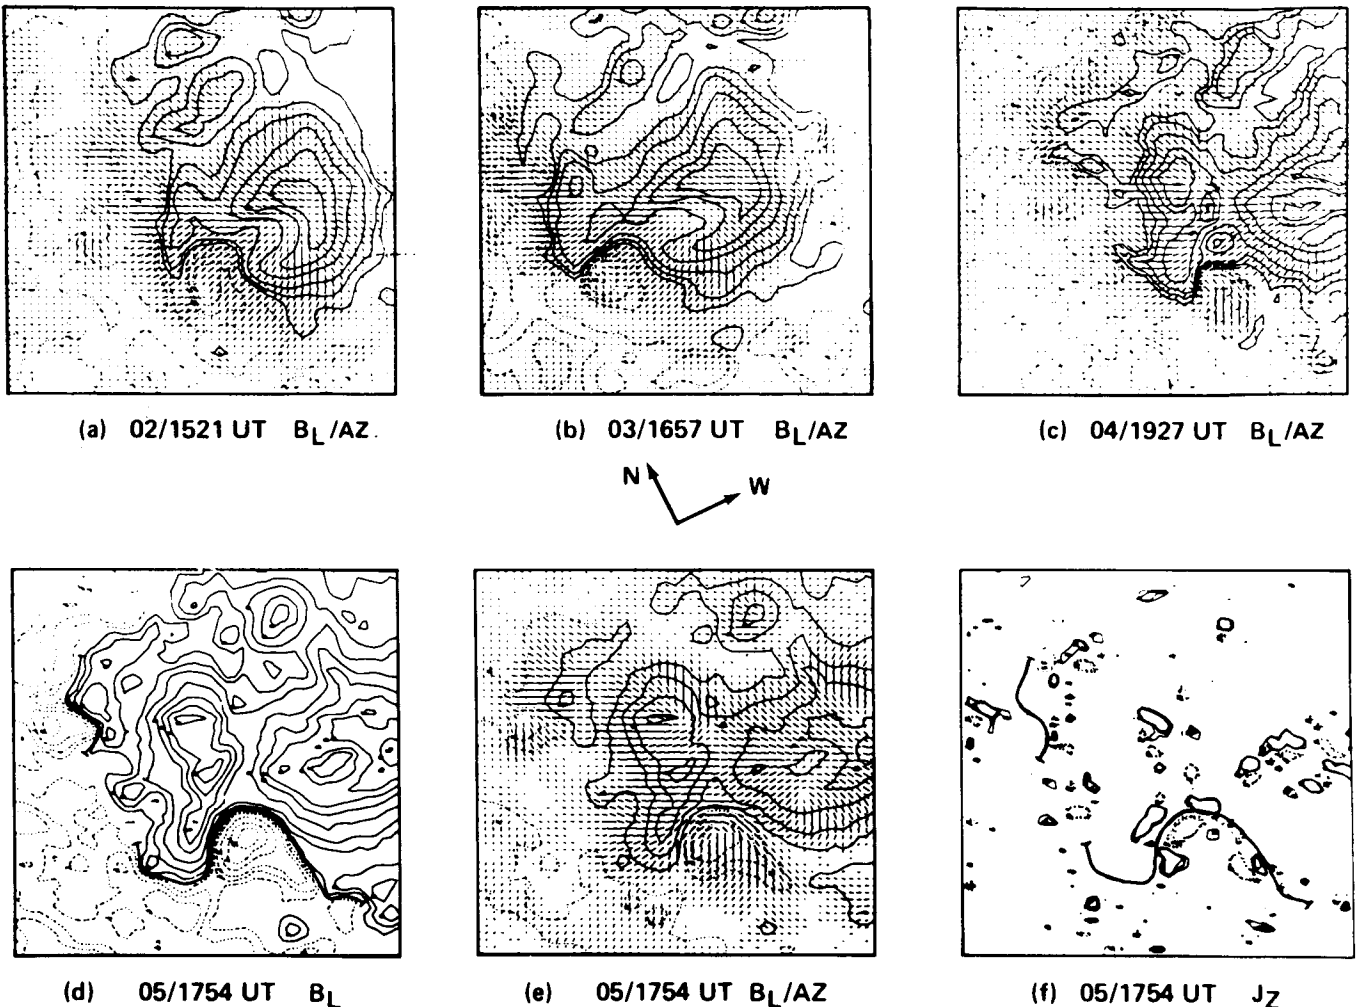 (a) 02/1521 UT B_L/AZ.
(b) 03/1657 UT B_L/AZ
(c) 04/1927 UT B_L/AZ
N
W
(d) 05/1754 UT B_L
(e) 05/1754 UT B_L/AZ
(f) 05/1754 UT J_Z